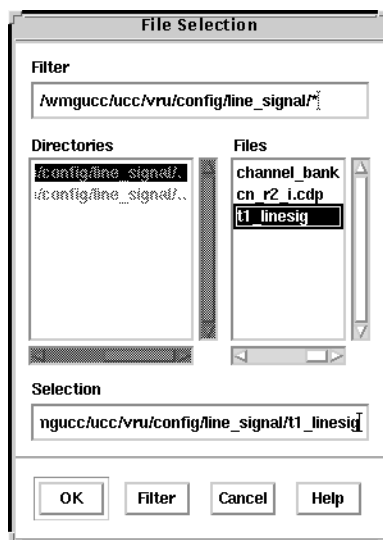 File Selection
Filter
/wmgucc/ucc/vru/config/line_signal/*
Directories
Files
/config/line_signal/.
/config/line_signal/..
channel_bank
cn_r2_i.cdp
t1_linesig
Selection
ngucc/ucc/vru/config/line_signal/t1_linesig
OK
Filter
Cancel
Help